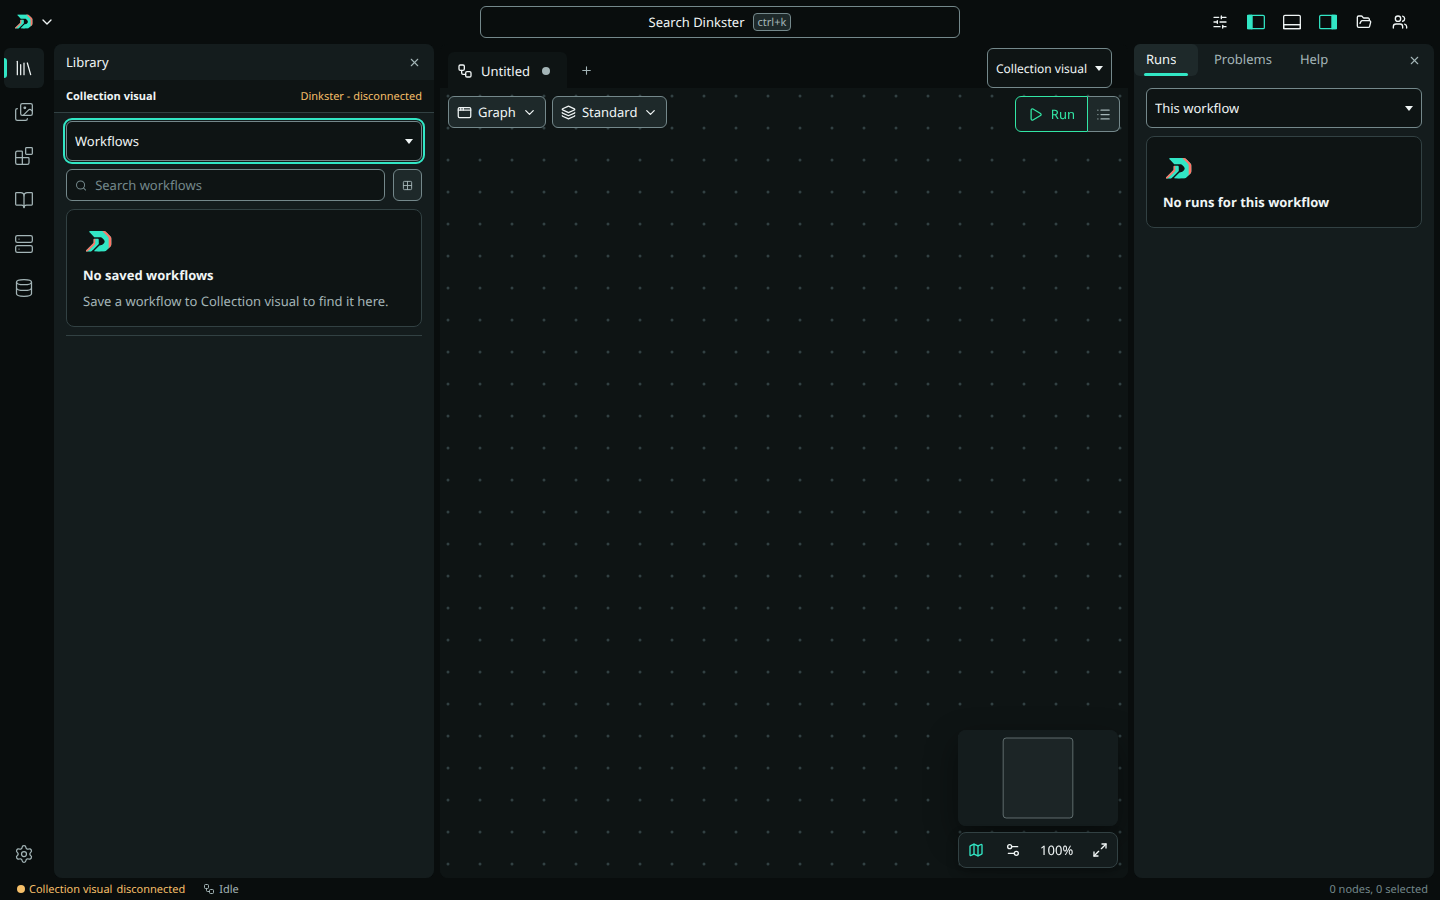 Search Dinkster ctrl+k
Library
Collection visual Dinkster - disconnected
Workflows
Search workflows
No saved workflows
Save a workflow to Collection visual to find it here.
Untitled
Collection visual
Graph
Standard
Run
100%
Runs Problems Help
This workflow
No runs for this workflow
Collection visual disconnected
Idle
0 nodes, 0 selected